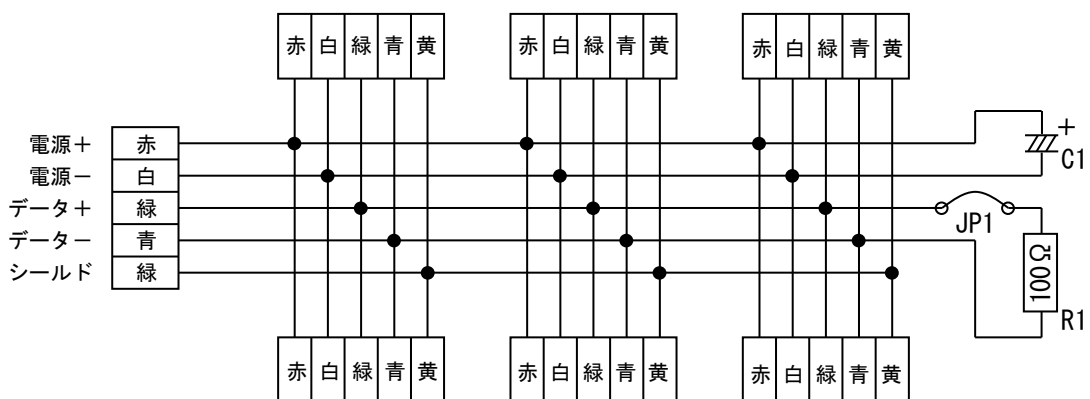 赤 白 緑 青 黄 赤 白 緑 青 黄 赤 白 緑 青 黄
電源＋ 赤
電源－ 白
データ＋ 緑
データ－ 青
シールド 緑
＋
C1
JP1
100Ω
R1
赤 白 緑 青 黄 赤 白 緑 青 黄 赤 白 緑 青 黄